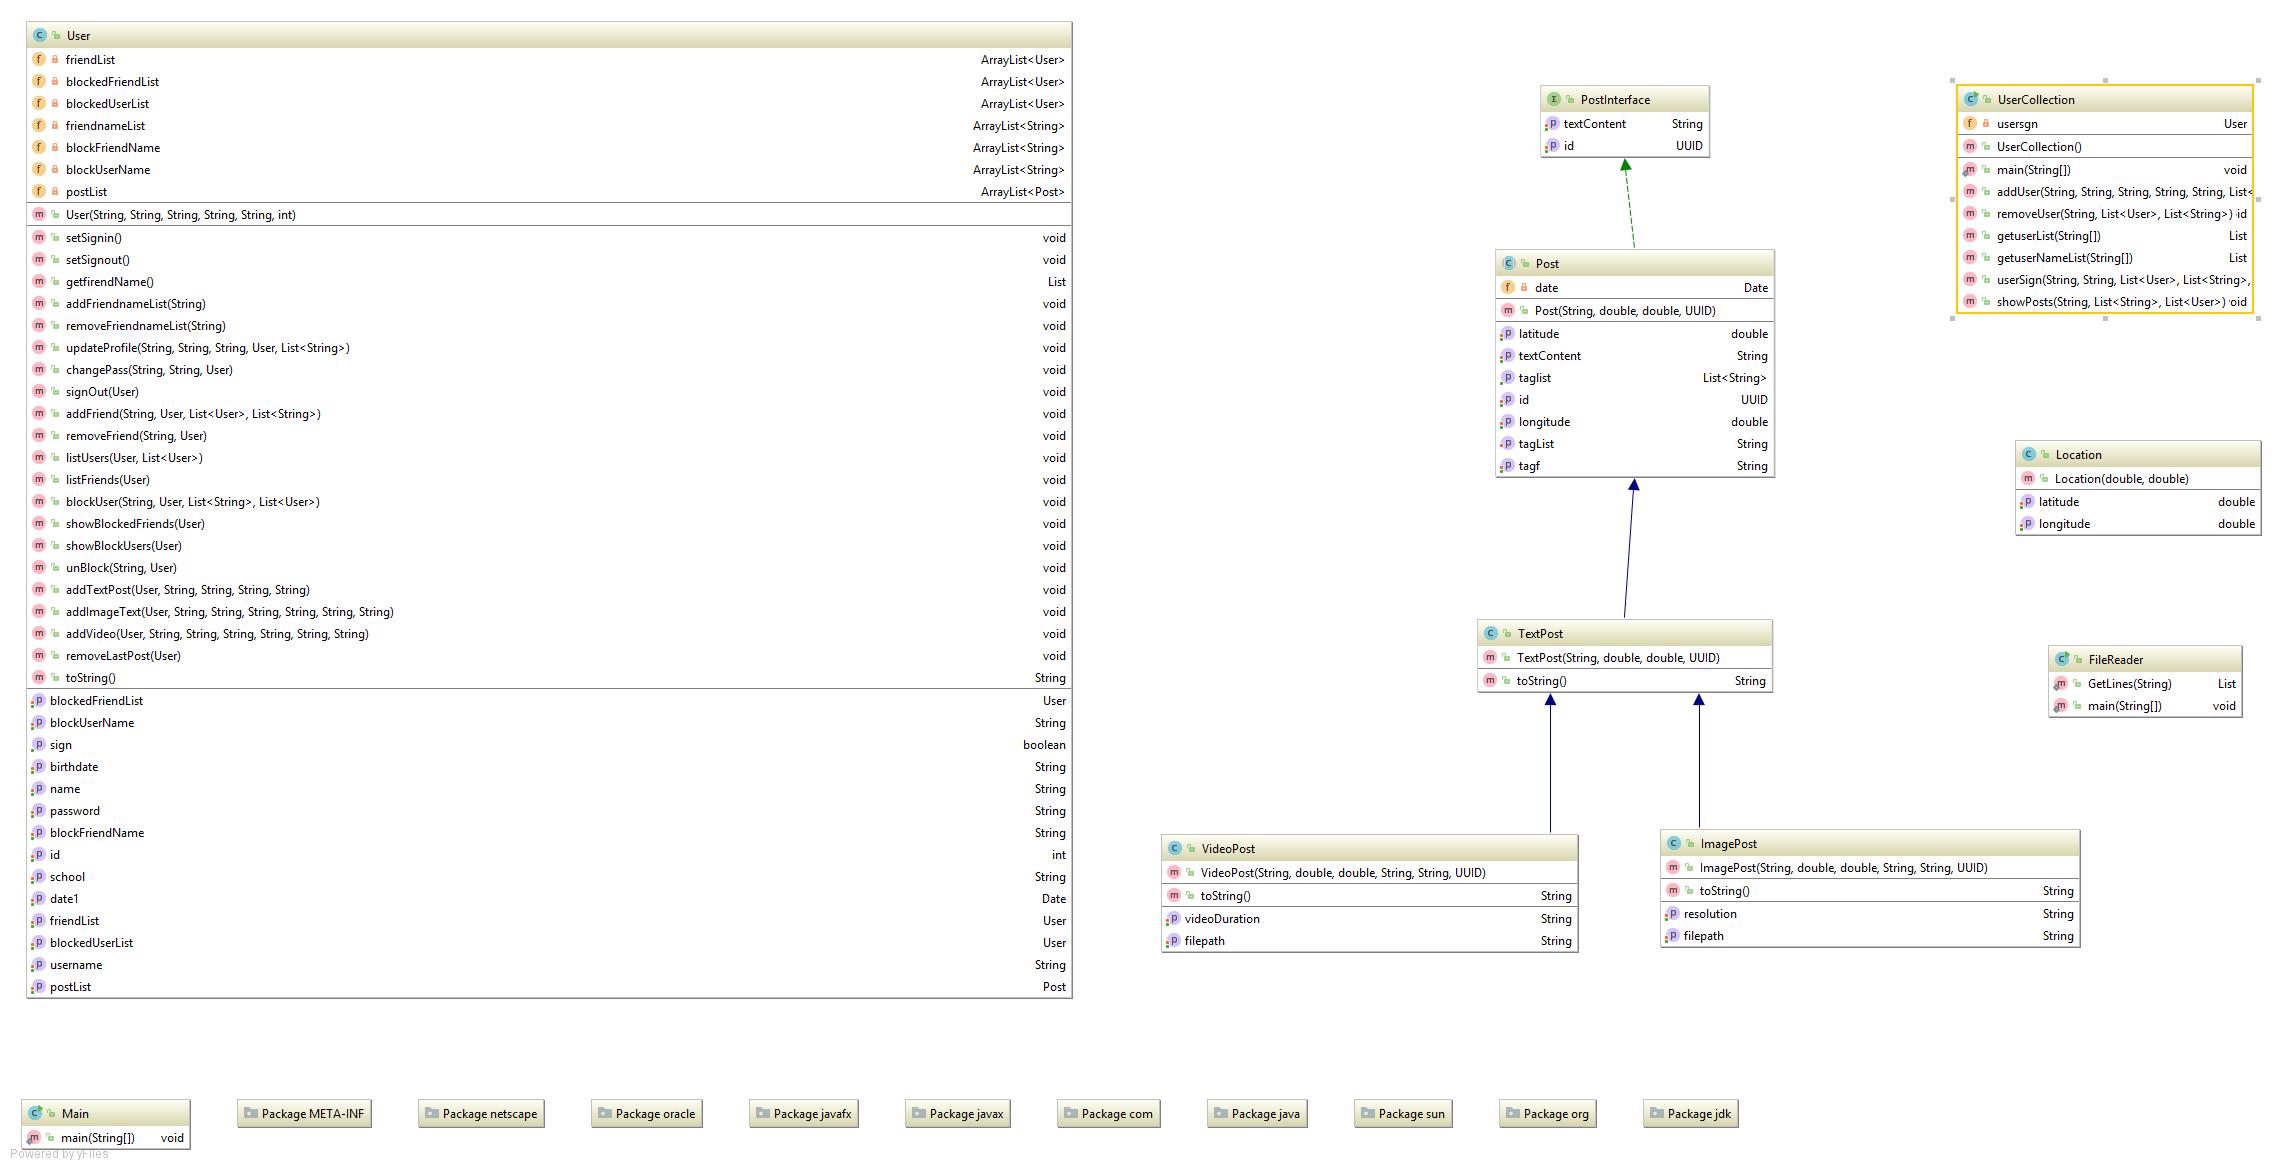 User
friendList ArrayList<User>
blockedFriendList ArrayList<User>
blockedUserList ArrayList<User>
friendnameList ArrayList<String>
blockFriendName ArrayList<String>
blockUserName ArrayList<String>
postList ArrayList<Post>
User(String, String, String, String, String, int)
setSignin() void
setSignout() void
getfirendName() List
addFriendnameList(String) void
removeFriendnameList(String) void
updateProfile(String, String, String, User, List<String>) void
changePass(String, String, User) void
signOut(User) void
addFriend(String, User, List<User>, List<String>) void
removeFriend(String, User) void
listUsers(User, List<User>) void
listFriends(User) void
blockUser(String, User, List<String>, List<User>) void
showBlockedFriends(User) void
showBlockUsers(User) void
unBlock(String, User) void
addTextPost(User, String, String, String, String) void
addImageText(User, String, String, String, String, String, String) void
addVideo(User, String, String, String, String, String, String) void
removeLastPost(User) void
toString() String
blockedFriendList User
blockUserName String
sign boolean
birthdate String
name String
password String
blockFriendName String
id int
school String
date1 Date
friendList User
blockedUserList User
username String
postList Post
PostInterface
textContent String
id UUID
Post
date Date
Post(String, double, double, UUID)
latitude double
textContent String
taglist List<String>
id UUID
longitude double
tagList String
tagf String
TextPost
TextPost(String, double, double, UUID)
toString() String
VideoPost
VideoPost(String, double, double, String, String, UUID)
toString() String
videoDuration String
filepath String
ImagePost
ImagePost(String, double, double, String, String, UUID)
toString() String
resolution String
filepath String
UserCollection
usersgn User
UserCollection()
main(String[]) void
addUser(String, String, String, String, String, List<
removeUser(String, List<User>, List<String>) id
getuserList(String[]) List
getuserNameList(String[]) List
userSign(String, String, List<User>, List<String>,
showPosts(String, List<String>, List<User>) oid
Location
Location(double, double)
latitude double
longitude double
FileReader
GetLines(String) List
main(String[]) void
Main
main(String[]) void
Package META-INF
Package netscape
Package oracle
Package javafx
Package javax
Package com
Package java
Package sun
Package org
Package jdk
Powered by yFiles